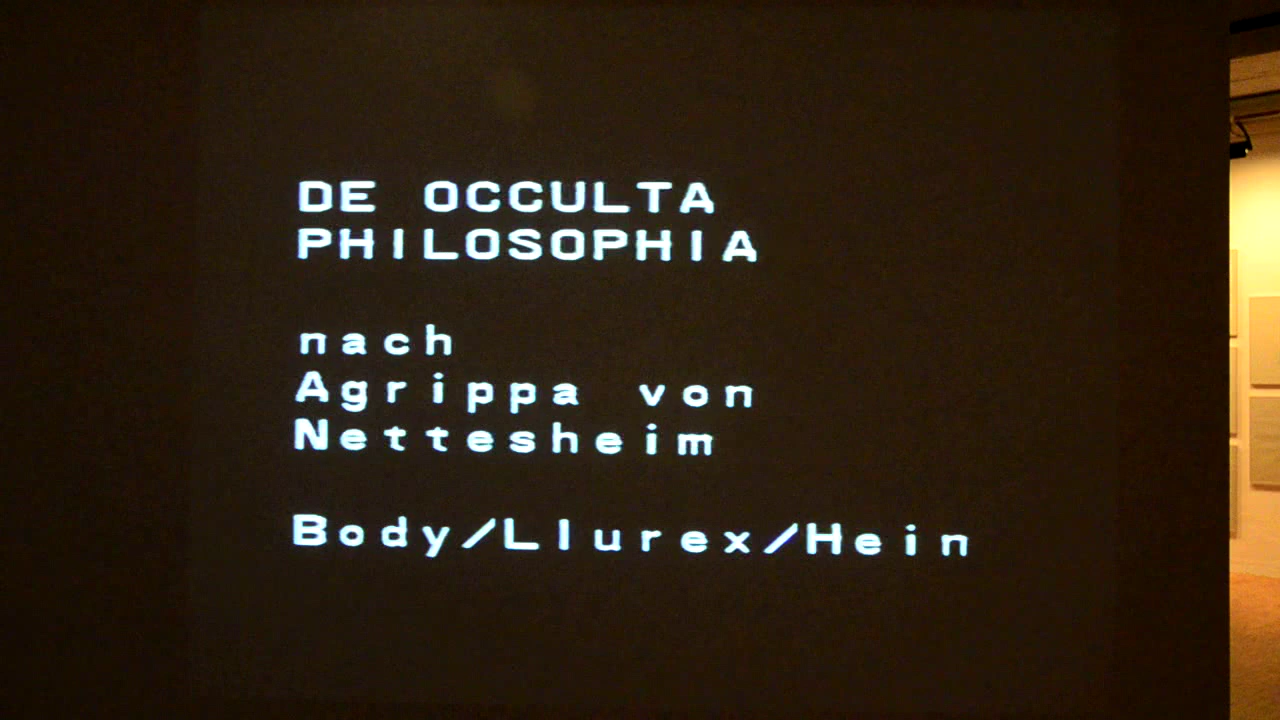 DE OCCULTA
PHILOSOPHIA
nach
Agrippa von
Nettesheim
Body/Llurex/Hein